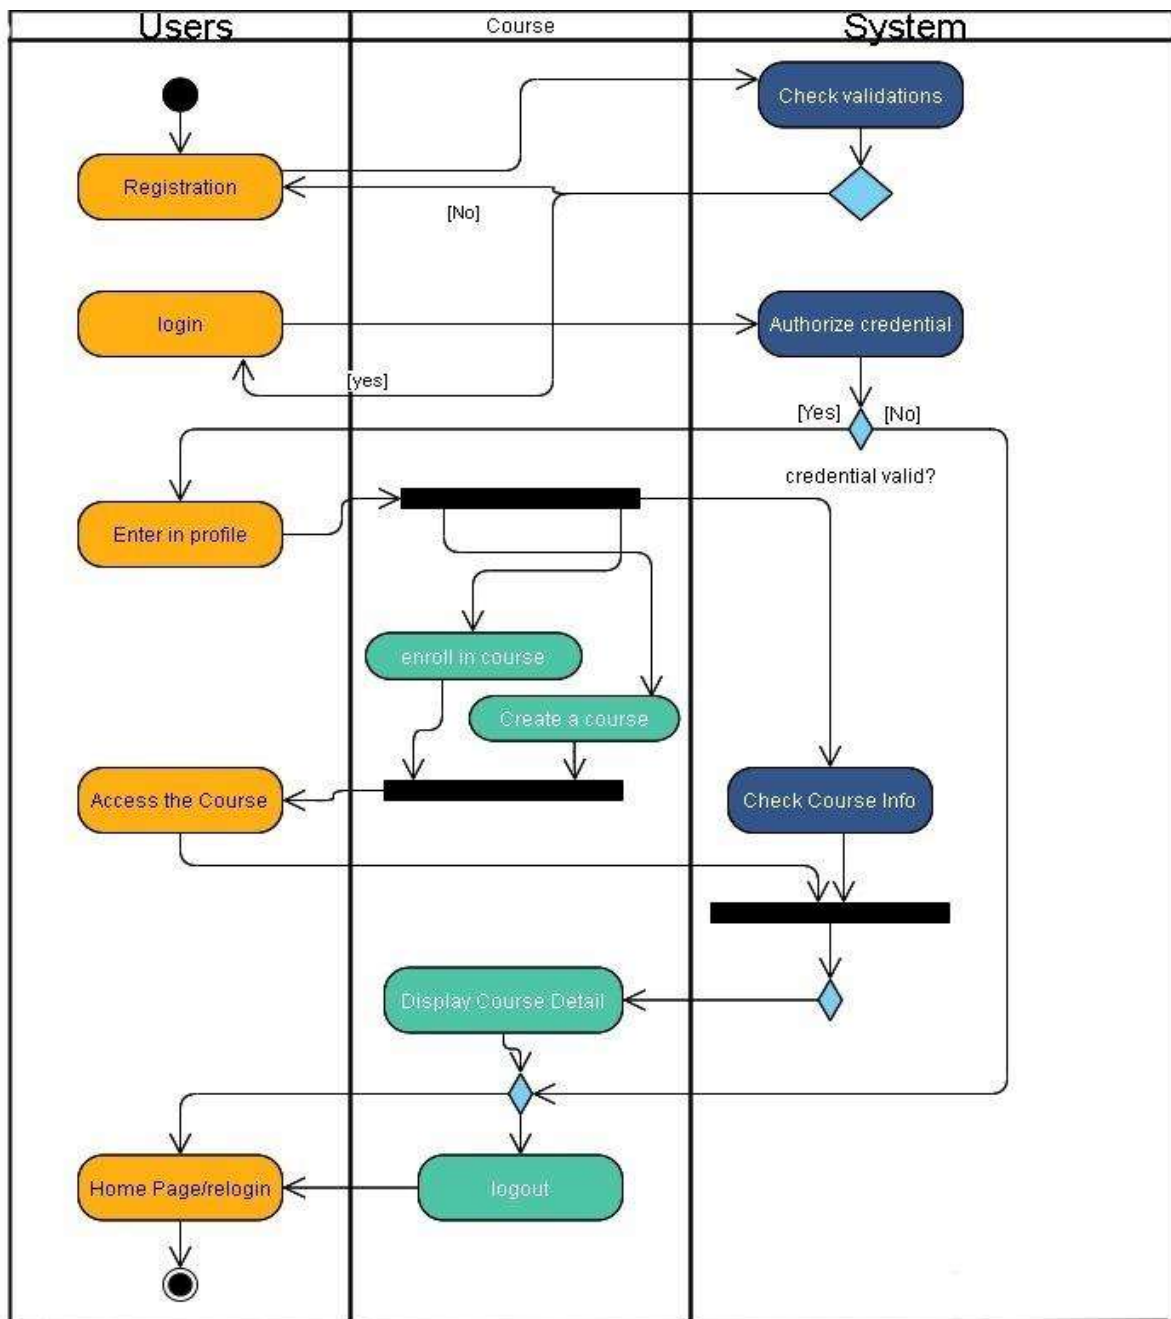 Users
Course
System
Check validations
Registration
[No]
login
Authorize credential
[yes]
[Yes]
[No]
credential valid?
Enter in profile
enroll in course
Create a course
Access the Course
Check Course Info
Display Course Detail
Home Page/relogin
logout